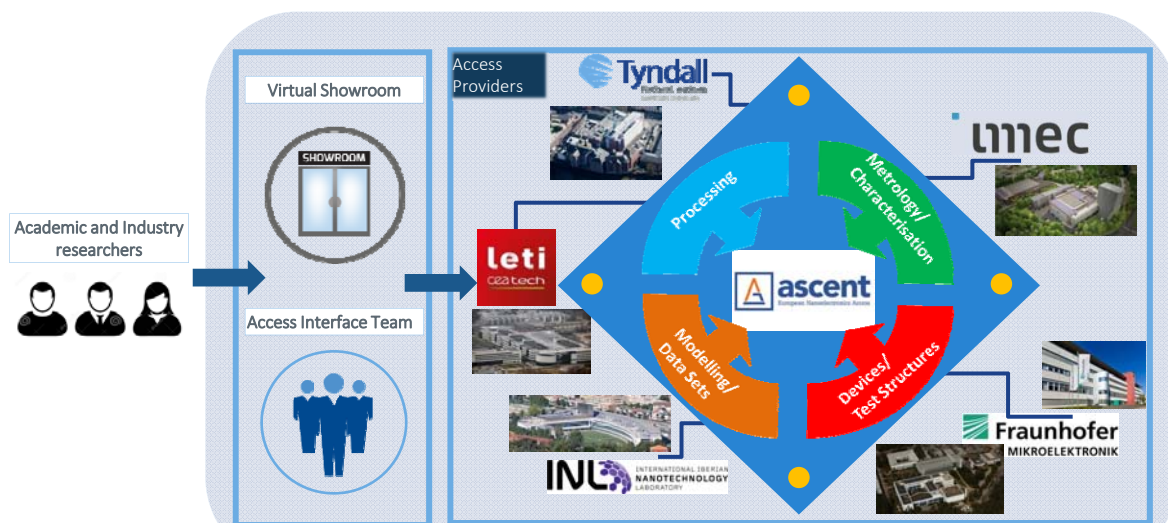 Academic and Industry
researchers
Virtual Showroom
SHOWROOM
Access Interface Team
Access
Providers
Tyndall
imec
leti
ceatech
Processing
Metrology/
Characterisation
ascent
European Nanoelectronics Access
Modelling/
Data Sets
Devices/
Test Structures
INL
INTERNATIONAL IBERIAN
NANOTECHNOLOGY
LABORATORY
Fraunhofer
MIKROELEKTRONIK